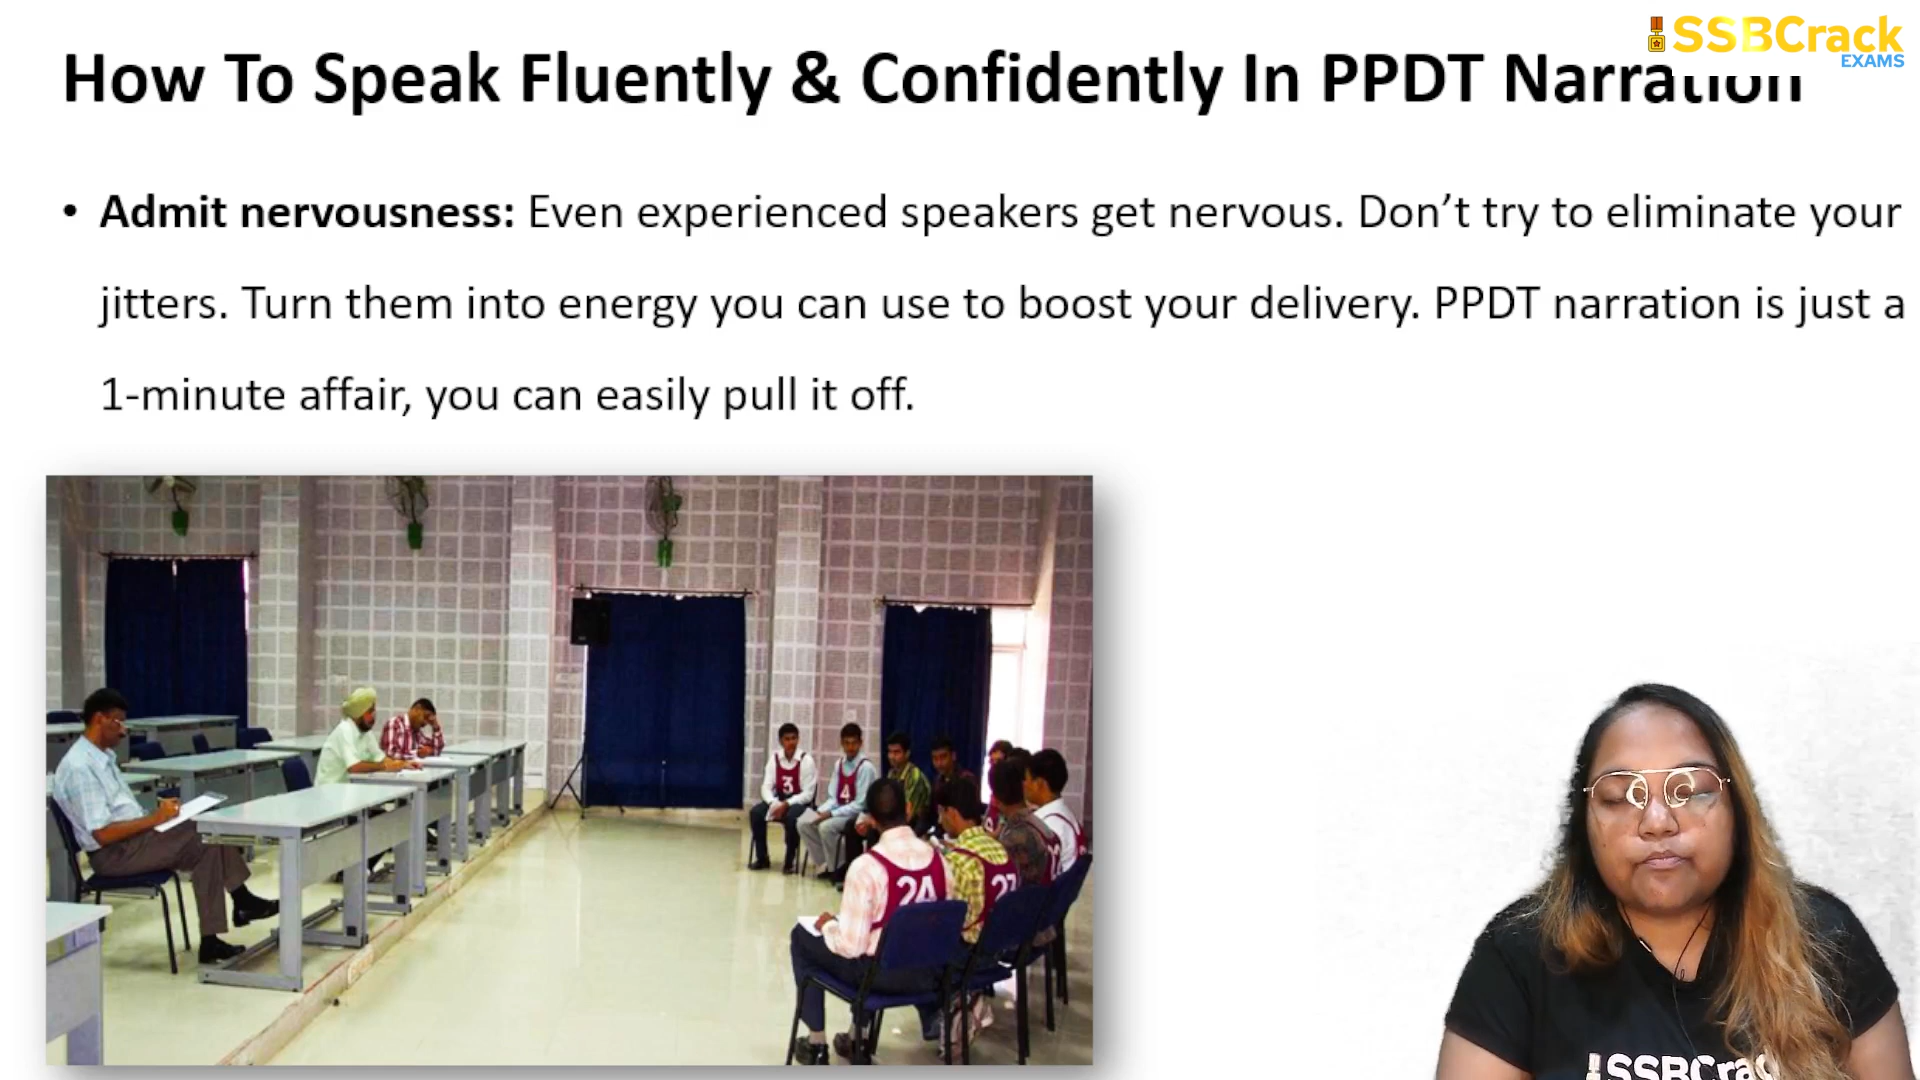 SSBCrack
EXAMS
How To Speak Fluently & Confidently In PPDT Narration
• Admit nervousness: Even experienced speakers get nervous. Don’t try to eliminate your
jitters. Turn them into energy you can use to boost your delivery. PPDT narration is just a
1-minute affair, you can easily pull it off.
3
4
24
27
SSBCrac